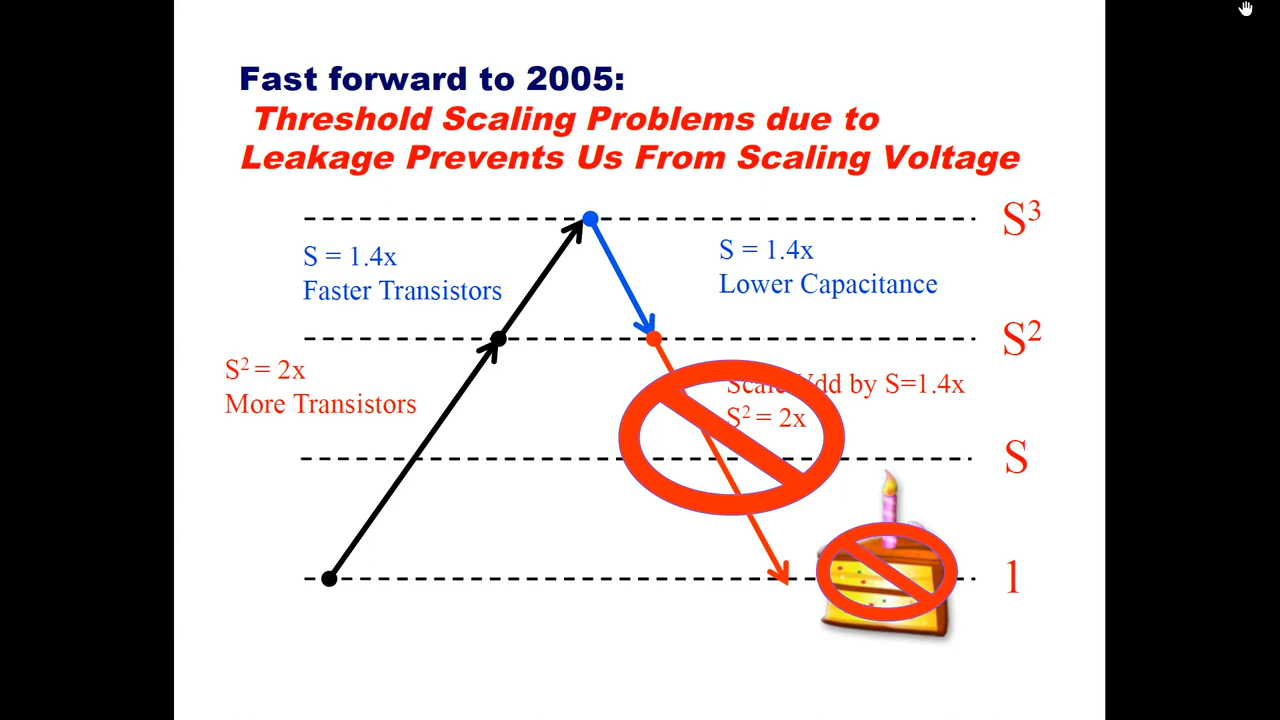 Fast forward to 2005:
Threshold Scaling Problems due to
Leakage Prevents Us From Scaling Voltage
S³
S = 1.4x
Faster Transistors
S = 1.4x
Lower Capacitance
S²
S² = 2x
More Transistors
Scale Vdd by S=1.4x
S² = 2x
S
1